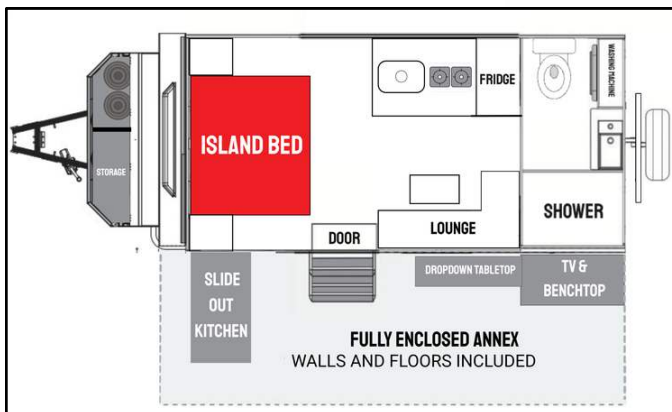 WASHING MACHINE
FRIDGE
ISLAND BED
STORAGE
SHOWER
LOUNGE
DOOR
SLIDE
OUT
KITCHEN
DROPDOWN TABLETOP
TV &
BENCHTOP
FULLY ENCLOSED ANNEX
WALLS AND FLOORS INCLUDED